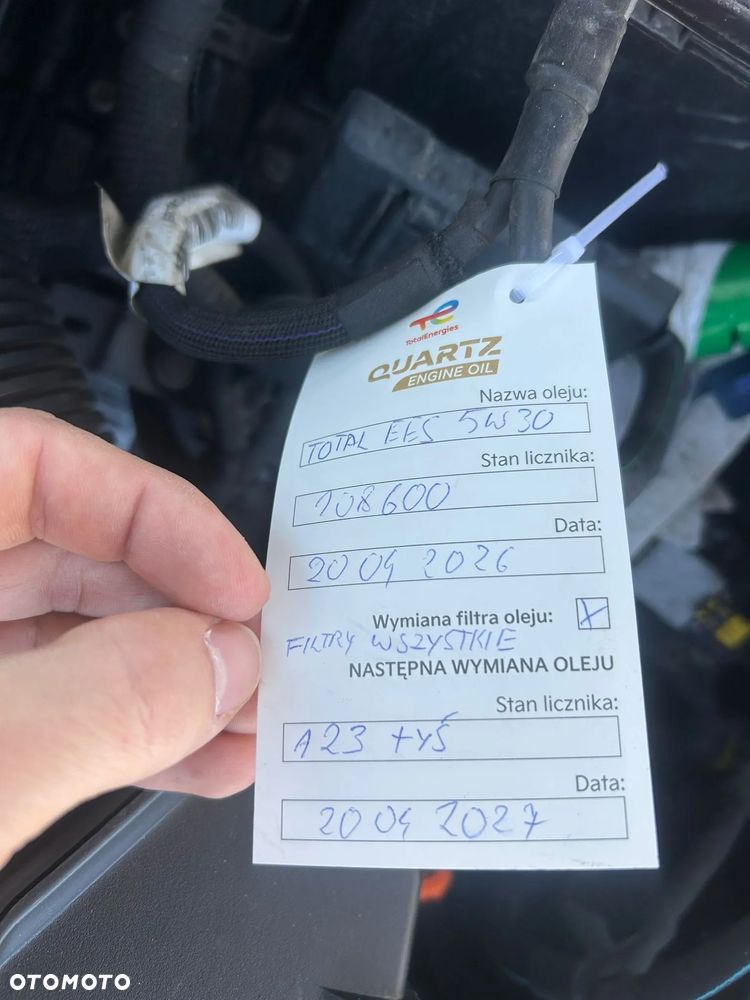 TotalEnergies
QUARTZ
ENGINE OIL
Nazwa oleju:
TOTAL EES 5W30
Stan licznika:
108600
Data:
20 04 2026
Wymiana filtra oleju: X
FILTRY WSZYSTKIE
NASTĘPNA WYMIANA OLEJU
Stan licznika:
123 tyś
Data:
20 04 2027
OTOMOTO